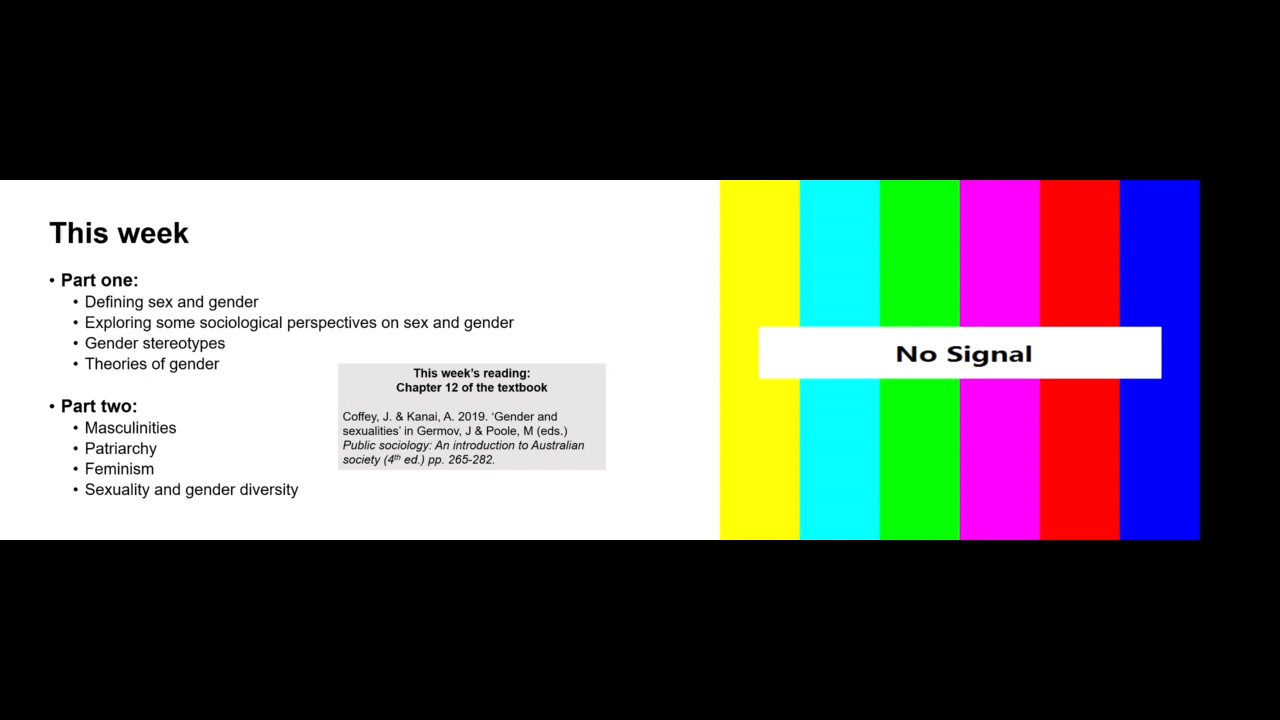 This week
• Part one:
• Defining sex and gender
• Exploring some sociological perspectives on sex and gender
• Gender stereotypes
• Theories of gender
• Part two:
• Masculinities
• Patriarchy
• Feminism
• Sexuality and gender diversity
This week's reading:
Chapter 12 of the textbook
Coffey, J. & Kanai, A. 2019. ‘Gender and
sexualities’ in Germov, J & Poole, M (eds.)
Public sociology: An introduction to Australian
society (4th ed.) pp. 265-282.
No Signal